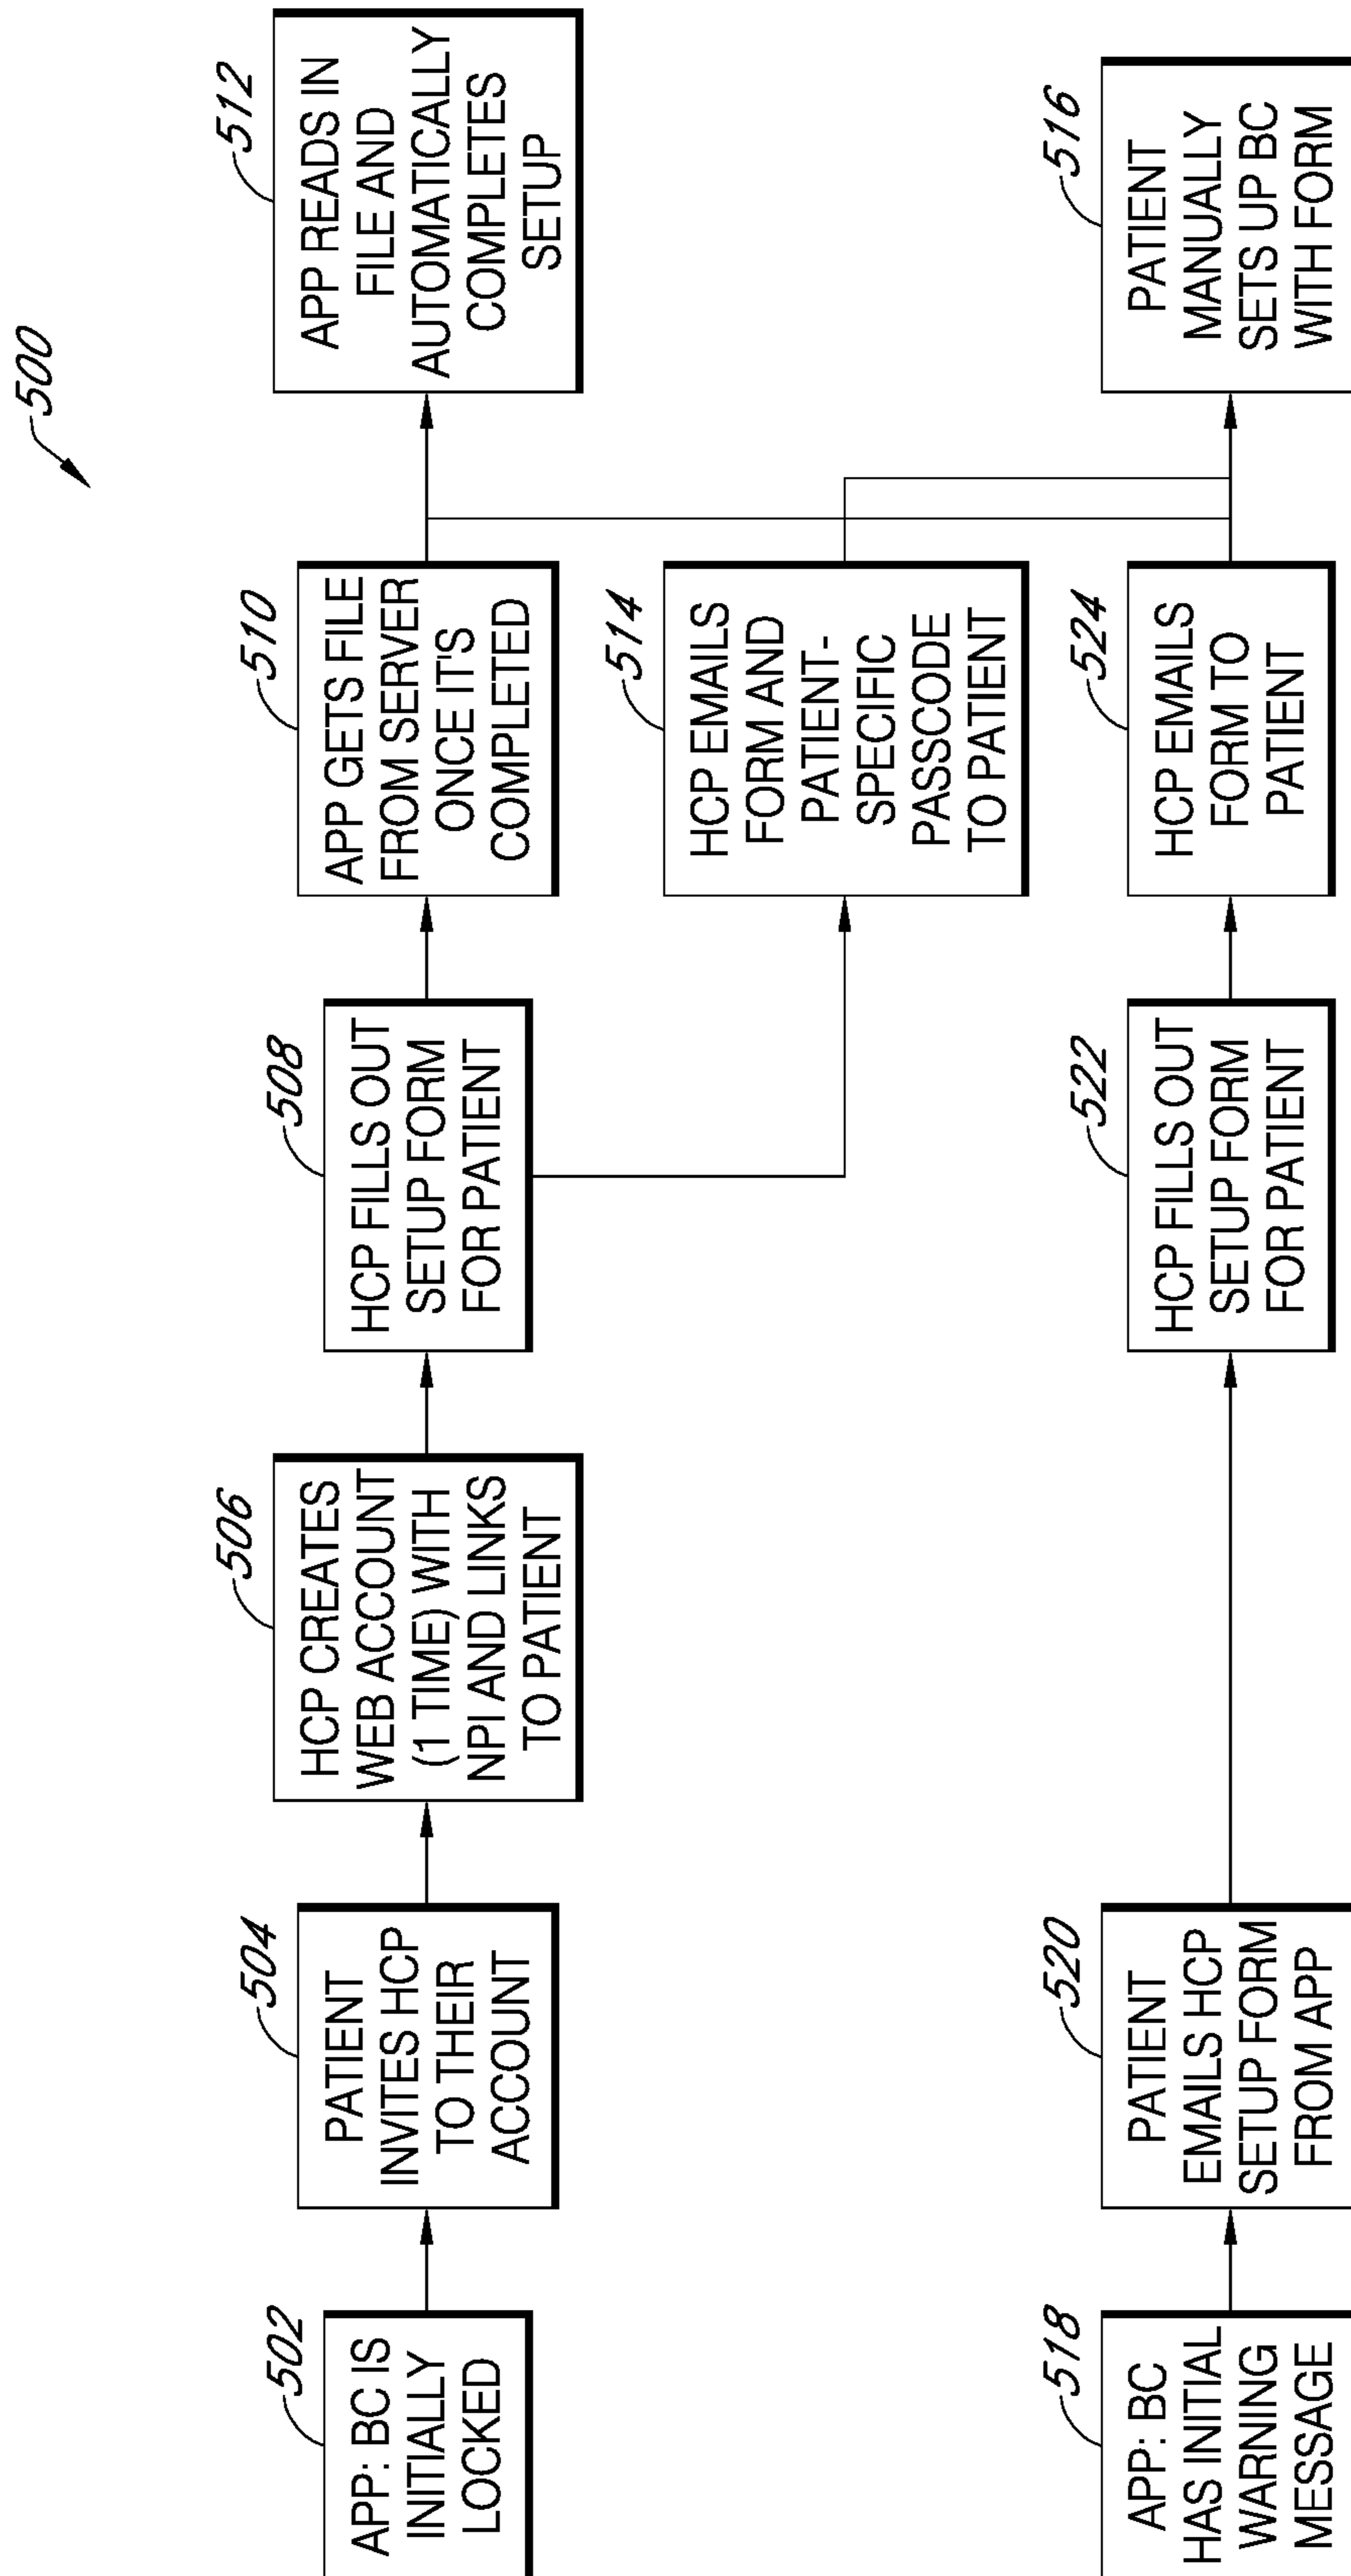 500
502
APP: BC IS
INITIALLY
LOCKED
504
PATIENT
INVITES HCP
TO THEIR
ACCOUNT
506
HCP CREATES
WEB ACCOUNT
(1 TIME) WITH
NPI AND LINKS
TO PATIENT
508
HCP FILLS OUT
SETUP FORM
FOR PATIENT
510
APP GETS FILE
FROM SERVER
ONCE IT'S
COMPLETED
512
APP READS IN
FILE AND
AUTOMATICALLY
COMPLETES
SETUP
514
HCP EMAILS
FORM AND
PATIENT-
SPECIFIC
PASSCODE
TO PATIENT
518
APP: BC
HAS INITIAL
WARNING
MESSAGE
520
PATIENT
EMAILS HCP
SETUP FORM
FROM APP
522
HCP FILLS OUT
SETUP FORM
FOR PATIENT
524
HCP EMAILS
FORM TO
PATIENT
516
PATIENT
MANUALLY
SETS UP BC
WITH FORM